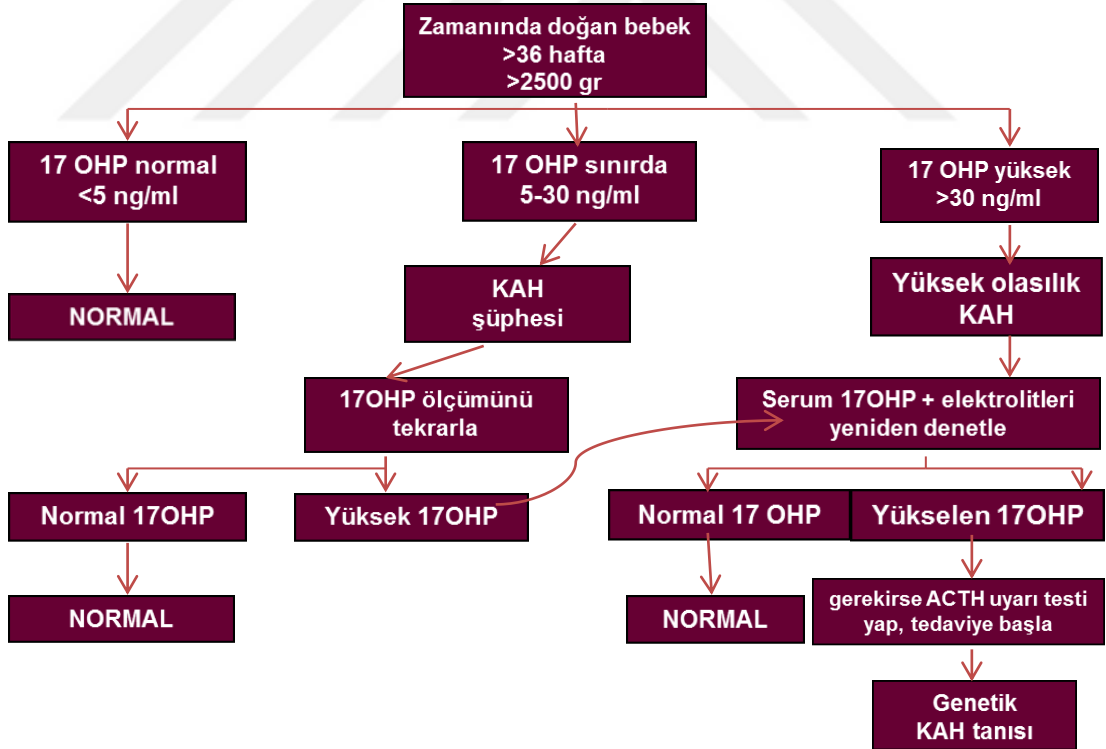 Zamanında doğan bebek
>36 hafta
>2500 gr
17 OHP normal
<5 ng/ml
17 OHP sınırda
5-30 ng/ml
17 OHP yüksek
>30 ng/ml
KAH
şüphesi
Yüksek olasılık
KAH
NORMAL
17OHP ölçümünü
tekrarla
Serum 17OHP + elektrolitleri
yeniden denetle
Normal 17OHP
Yüksek 17OHP
Normal 17 OHP
Yükselen 17OHP
NORMAL
NORMAL
gerekirse ACTH uyarı testi
yap, tedaviye başla
Genetik
KAH tanısı